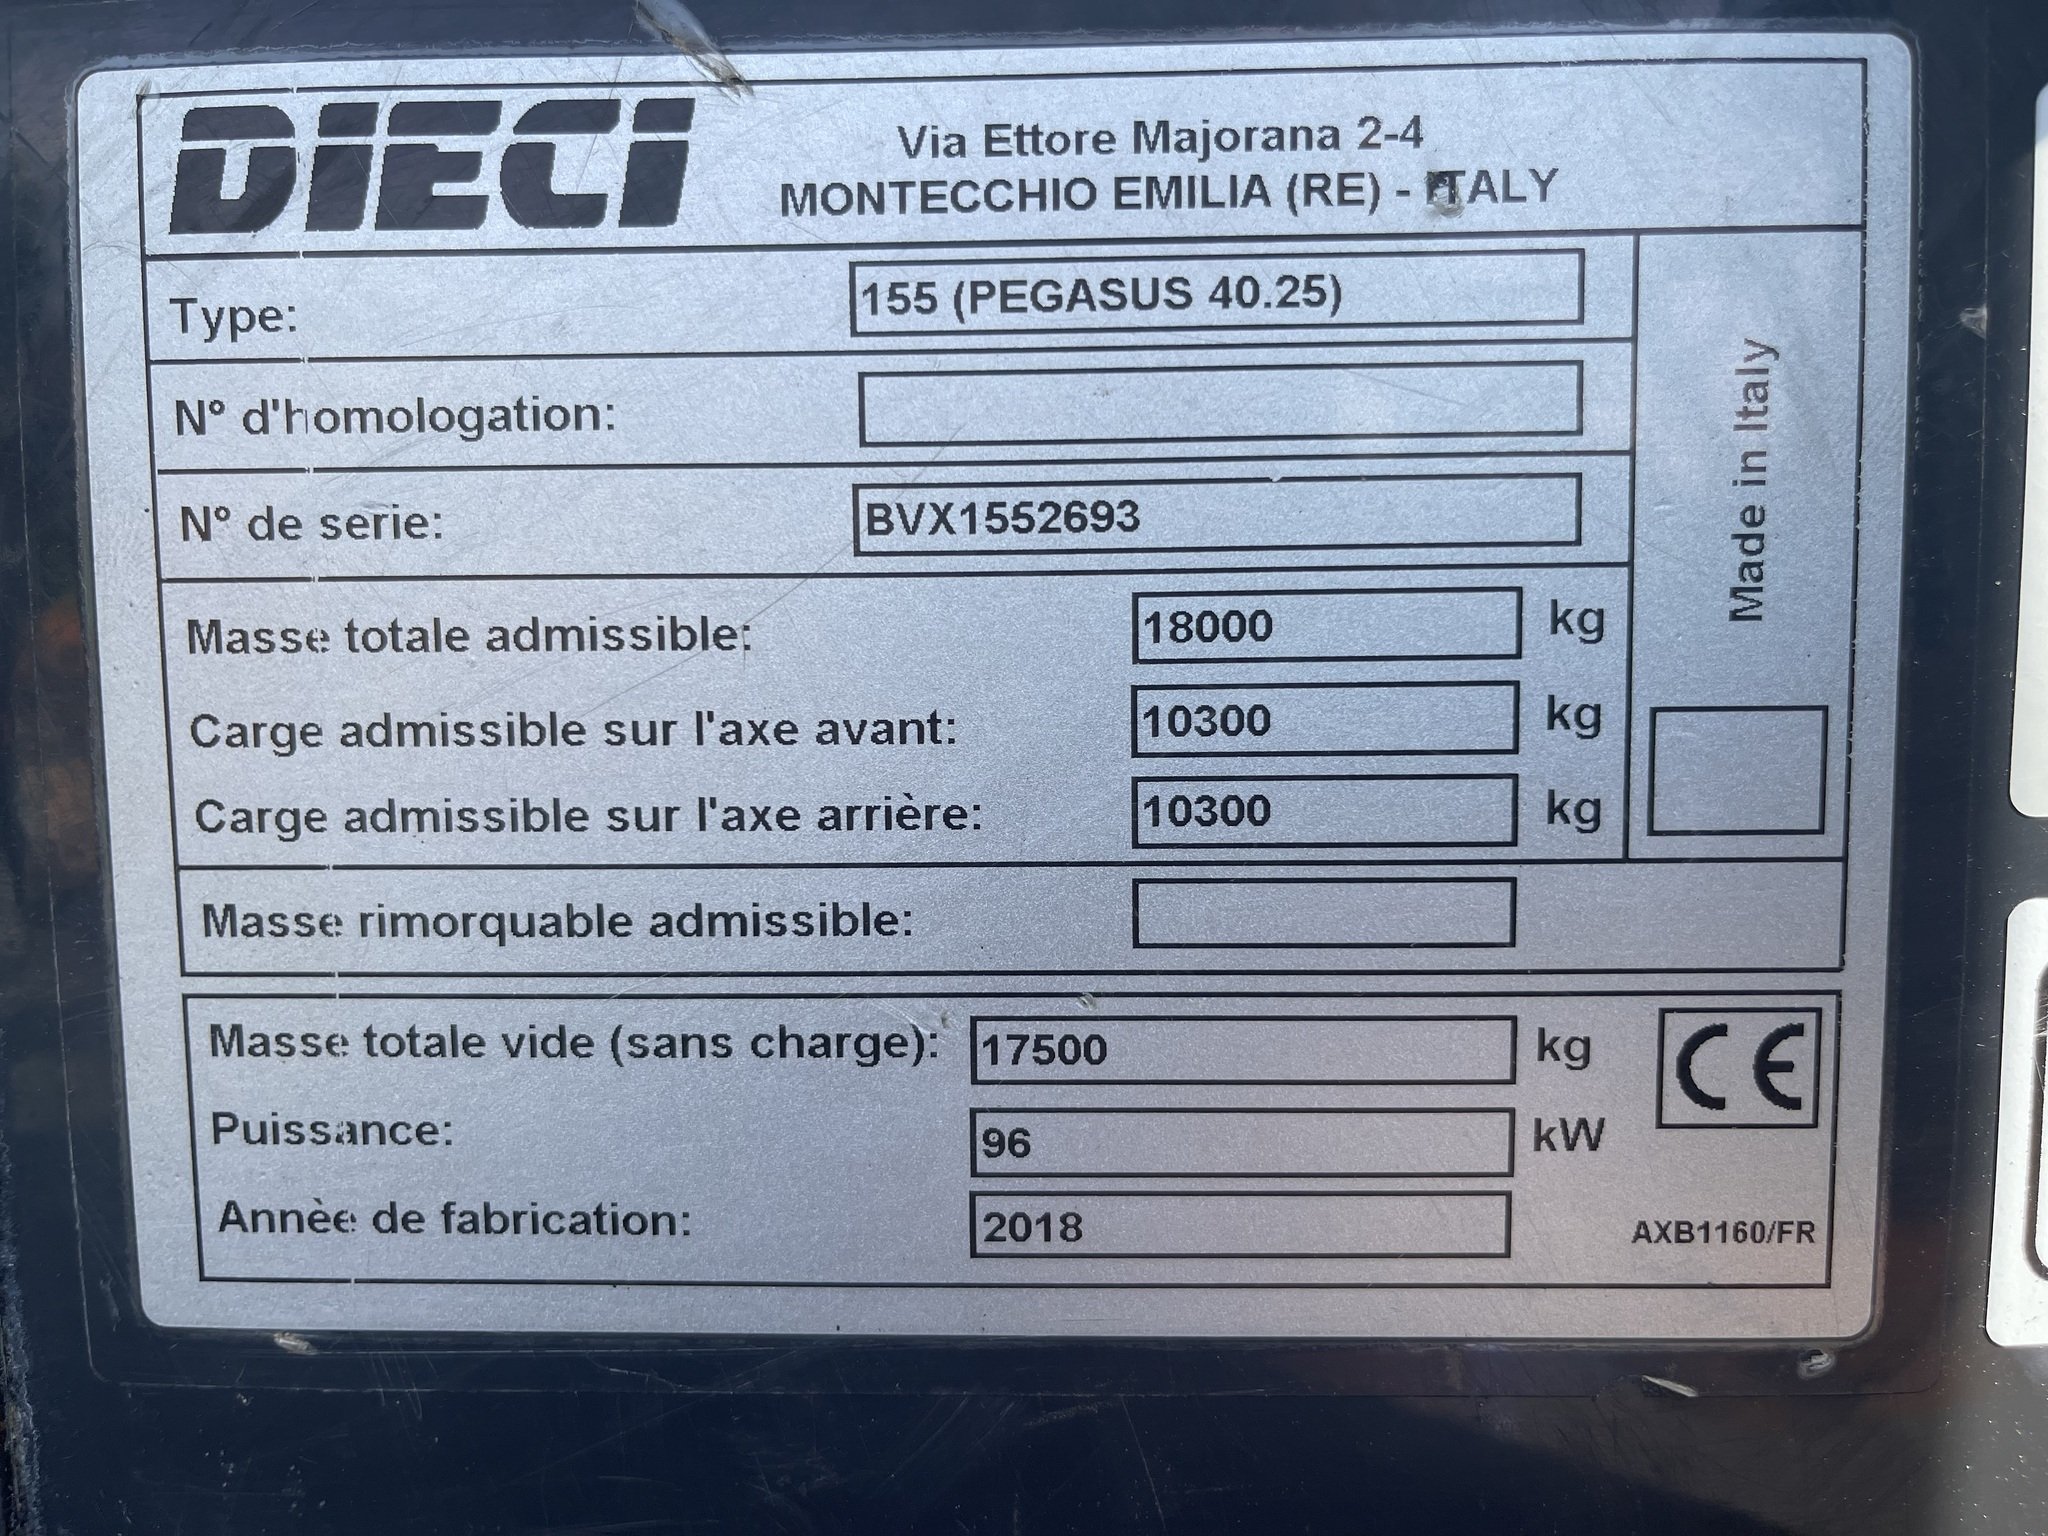 DIECI
Via Ettore Majorana 2-4
MONTECCHIO EMILIA (RE) - ITALY
Type: 155 (PEGASUS 40.25)
N° d'homologation:
N° de serie: BVX1552693
Made in Italy
Masse totale admissible: 18000 kg
Carge admissible sur l'axe avant: 10300 kg
Carge admissible sur l'axe arrière: 10300 kg
Masse rimorquable admissible:
Masse totale vide (sans charge): 17500 kg
CE
Puissance: 96 kW
Annèe de fabrication: 2018
AXB1160/FR